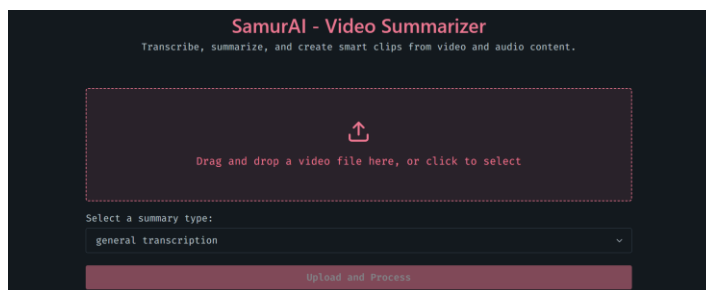 SamurAI - Video Summarizer
Transcribe, summarize, and create smart clips from video and audio content.
Drag and drop a video file here, or click to select
Select a summary type:
general transcription
Upload and Process